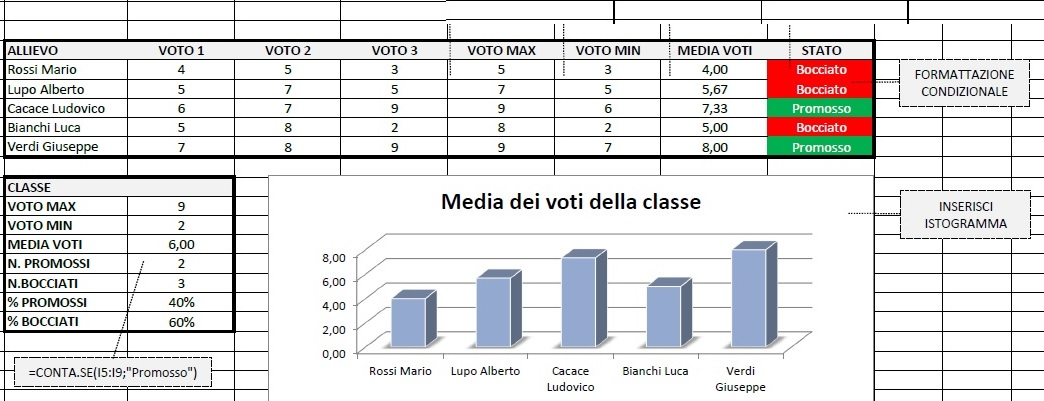 ALLIEVO VOTO 1 VOTO 2 VOTO 3 VOTO MAX VOTO MIN MEDIA VOTI STATO
Rossi Mario 4 5 3 5 3 4,00 Bocciato
Lupo Alberto 5 7 5 7 5 5,67 Bocciato
Cacace Ludovico 6 7 9 9 6 7,33 Promosso
Bianchi Luca 5 8 2 8 2 5,00 Bocciato
Verdi Giuseppe 7 8 9 9 7 8,00 Promosso
FORMATTAZIONE
CONDIZIONALE
CLASSE
VOTO MAX 9
VOTO MIN 2
MEDIA VOTI 6,00
N. PROMOSSI 2
N.BOCCIATI 3
% PROMOSSI 40%
% BOCCIATI 60%
=CONTA.SE(I5:I9;"Promosso")
Media dei voti della classe
8,00
6,00
4,00
2,00
0,00
Rossi Mario Lupo Alberto Cacace Ludovico Bianchi Luca Verdi Giuseppe
INSERISCI
ISTOGRAMMA